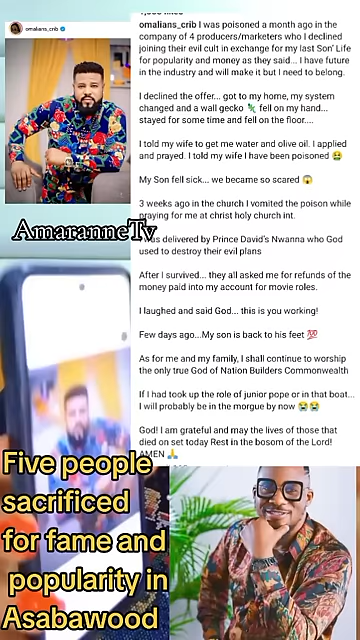 omalians_crib I was poisoned a month ago in the
company of 4 producers/marketers who I declined
joining their evil cult in exchange for my last Son' Life
for popularity and money as they said... I have future
in the industry and will make it but I need to belong.
I declined the offer... got to my home, my system
changed and a wall gecko 🦎 fell on my hand...
stayed for some time and fell on the floor....
I told my wife to get me water and olive oil. I applied
and prayed. I told my wife I have been poisoned 🤮
My Son fell sick... we became so scared 😱
3 weeks ago in the church I vomited the poison while
praying for me at christ holy church int.
AmaranneTv
was delivered by Prince David's Nwanna who God
used to destroy their evil plans
After I survived... they all asked me for refunds of the
money paid into my account for movie roles.
I laughed and said God... this is you working!
Few days ago...My son is back to his feet 💯
As for me and my family, I shall continue to worship
the only true God of Nation Builders Commonwealth
If I had took up the role of junior pope or in that boat...
I will probably be in the morgue by now 😭😭
God! I am grateful and may the lives of those that
died on set today Rest in the bosom of the Lord!
AMEN 🙏
Five people
sacrificed
for fame and
popularity in
Asabawood